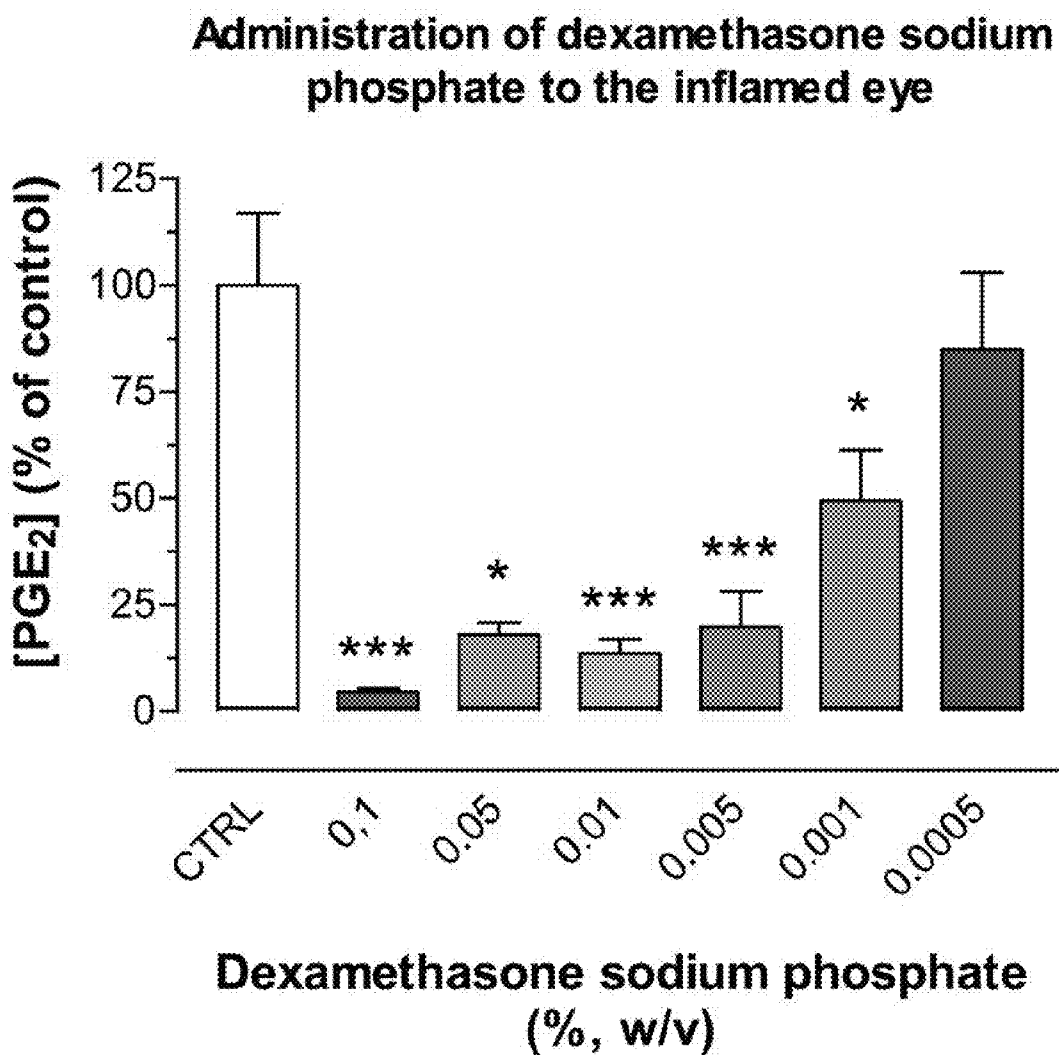 Administration of dexamethasone sodium
phosphate to the inflamed eye
[PGE₂] (% of control)
125
100
75
50
25
0
***
*
***
***
*
CTRL
0,1
0.05
0.01
0.005
0.001
0.0005
Dexamethasone sodium phosphate
(%, w/v)